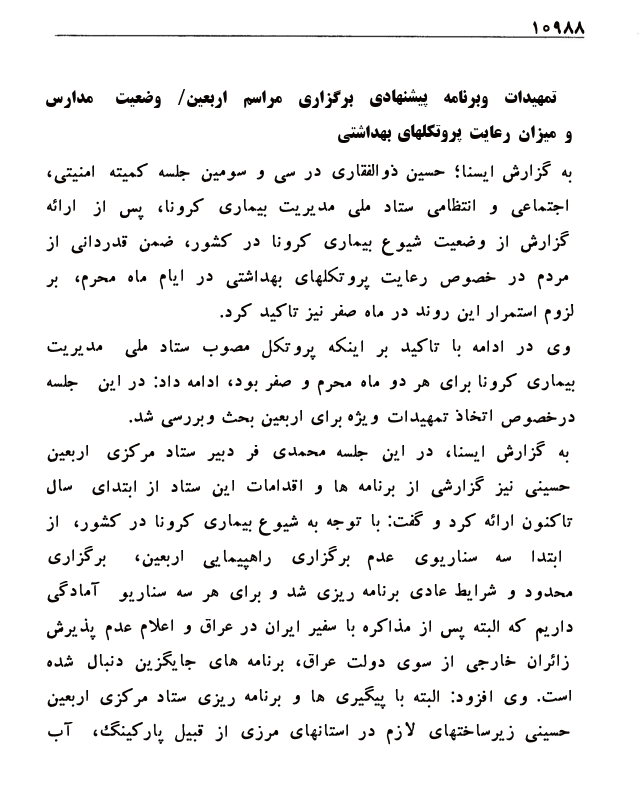 ۱۰۹۸۸
تمهیدات وبرنامه پیشنهادی برگزاری مراسم اربعین/ وضعیت مدارس
و میزان رعایت پروتکلهای بهداشتی
به گزارش ایسنا؛ حسین ذوالفقاری در سی و سومین جلسه کمیته امنیتی،
اجتماعی و انتظامی ستاد ملی مدیریت بیماری کرونا، پس از ارائه
گزارش از وضعیت شیوع بیماری کرونا در کشور، ضمن قدردانی از
مردم در خصوص رعایت پروتکلهای بهداشتی در ایام ماه محرم، بر
لزوم استمرار این روند در ماه صفر نیز تاکید کرد.
وی در ادامه با تاکید بر اینکه پروتکل مصوب ستاد ملی مدیریت
بیماری کرونا برای هر دو ماه محرم و صفر بود، ادامه داد: در این جلسه
درخصوص اتخاذ تمهیدات ویژه برای اربعین بحث وبررسی شد.
به گزارش ایسنا، در این جلسه محمدی فر دبیر ستاد مرکزی اربعین
حسینی نیز گزارشی از برنامه ها و اقدامات این ستاد از ابتدای سال
تاکنون ارائه کرد و گفت: با توجه به شیوع بیماری کرونا در کشور، از
ابتدا سه سناریوی عدم برگزاری راهپیمایی اربعین، برگزاری
محدود و شرایط عادی برنامه ریزی شد و برای هر سه سناریو آمادگی
داریم که البته پس از مذاکره با سفیر ایران در عراق و اعلام عدم پذیرش
زائران خارجی از سوی دولت عراق، برنامه های جایگزین دنبال شده
است. وی افزود: البته با پیگیری ها و برنامه ریزی ستاد مرکزی اربعین
حسینی زیرساختهای لازم در استانهای مرزی از قبیل پارکینگ، آب